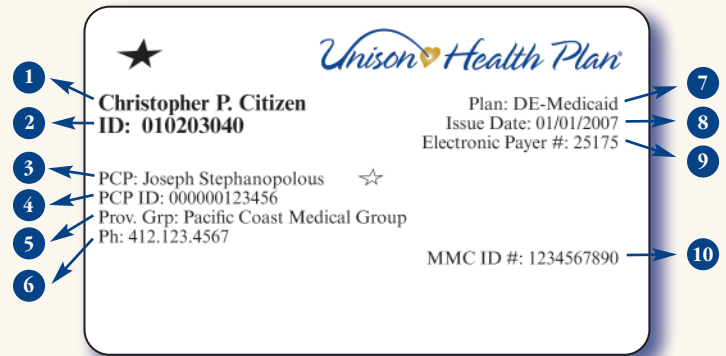 Unison Health Plan
1
Christopher P. Citizen
2
ID: 010203040
7
Plan: DE-Medicaid
8
Issue Date: 01/01/2007
9
Electronic Payer #: 25175
3
PCP: Joseph Stephanopolous
4
PCP ID: 000000123456
5
Prov. Grp: Pacific Coast Medical Group
6
Ph: 412.123.4567
10
MMC ID #: 1234567890